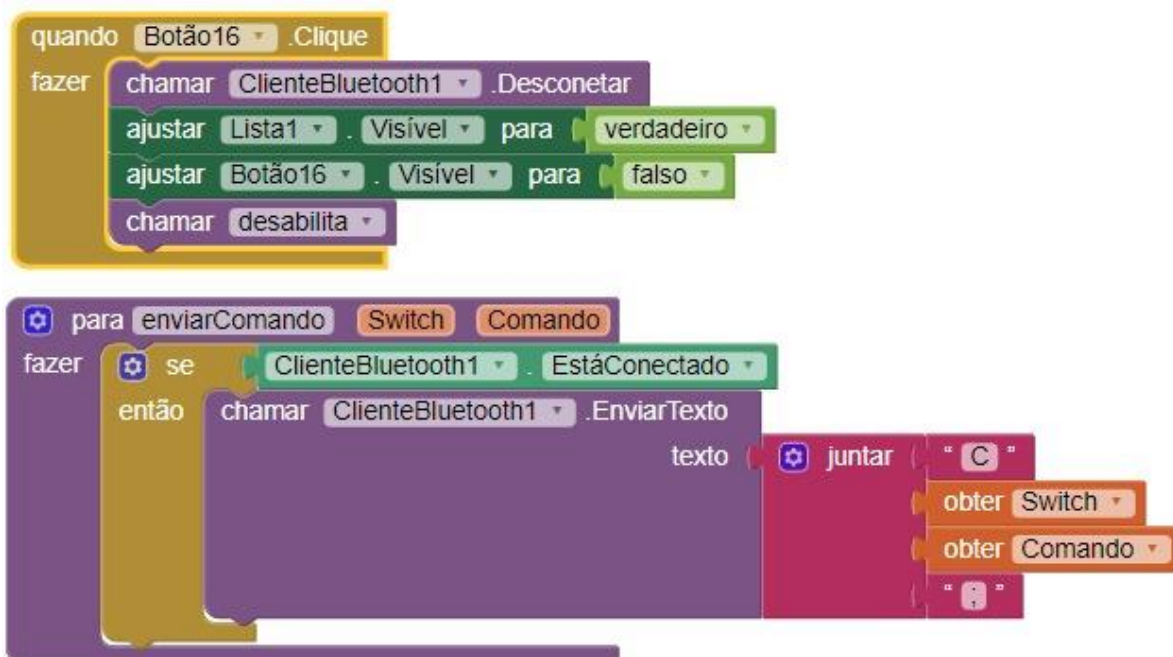 quando Botão16 .Clique
fazer chamar ClienteBluetooth1 .Desconetar
ajustar Lista1 . Visível para verdadeiro
ajustar Botão16 . Visível para falso
chamar desabilita
para enviarComando Switch Comando
fazer se ClienteBluetooth1 . EstáConectado
então chamar ClienteBluetooth1 .EnviarTexto
texto juntar " C "
obter Switch
obter Comando
" ; "